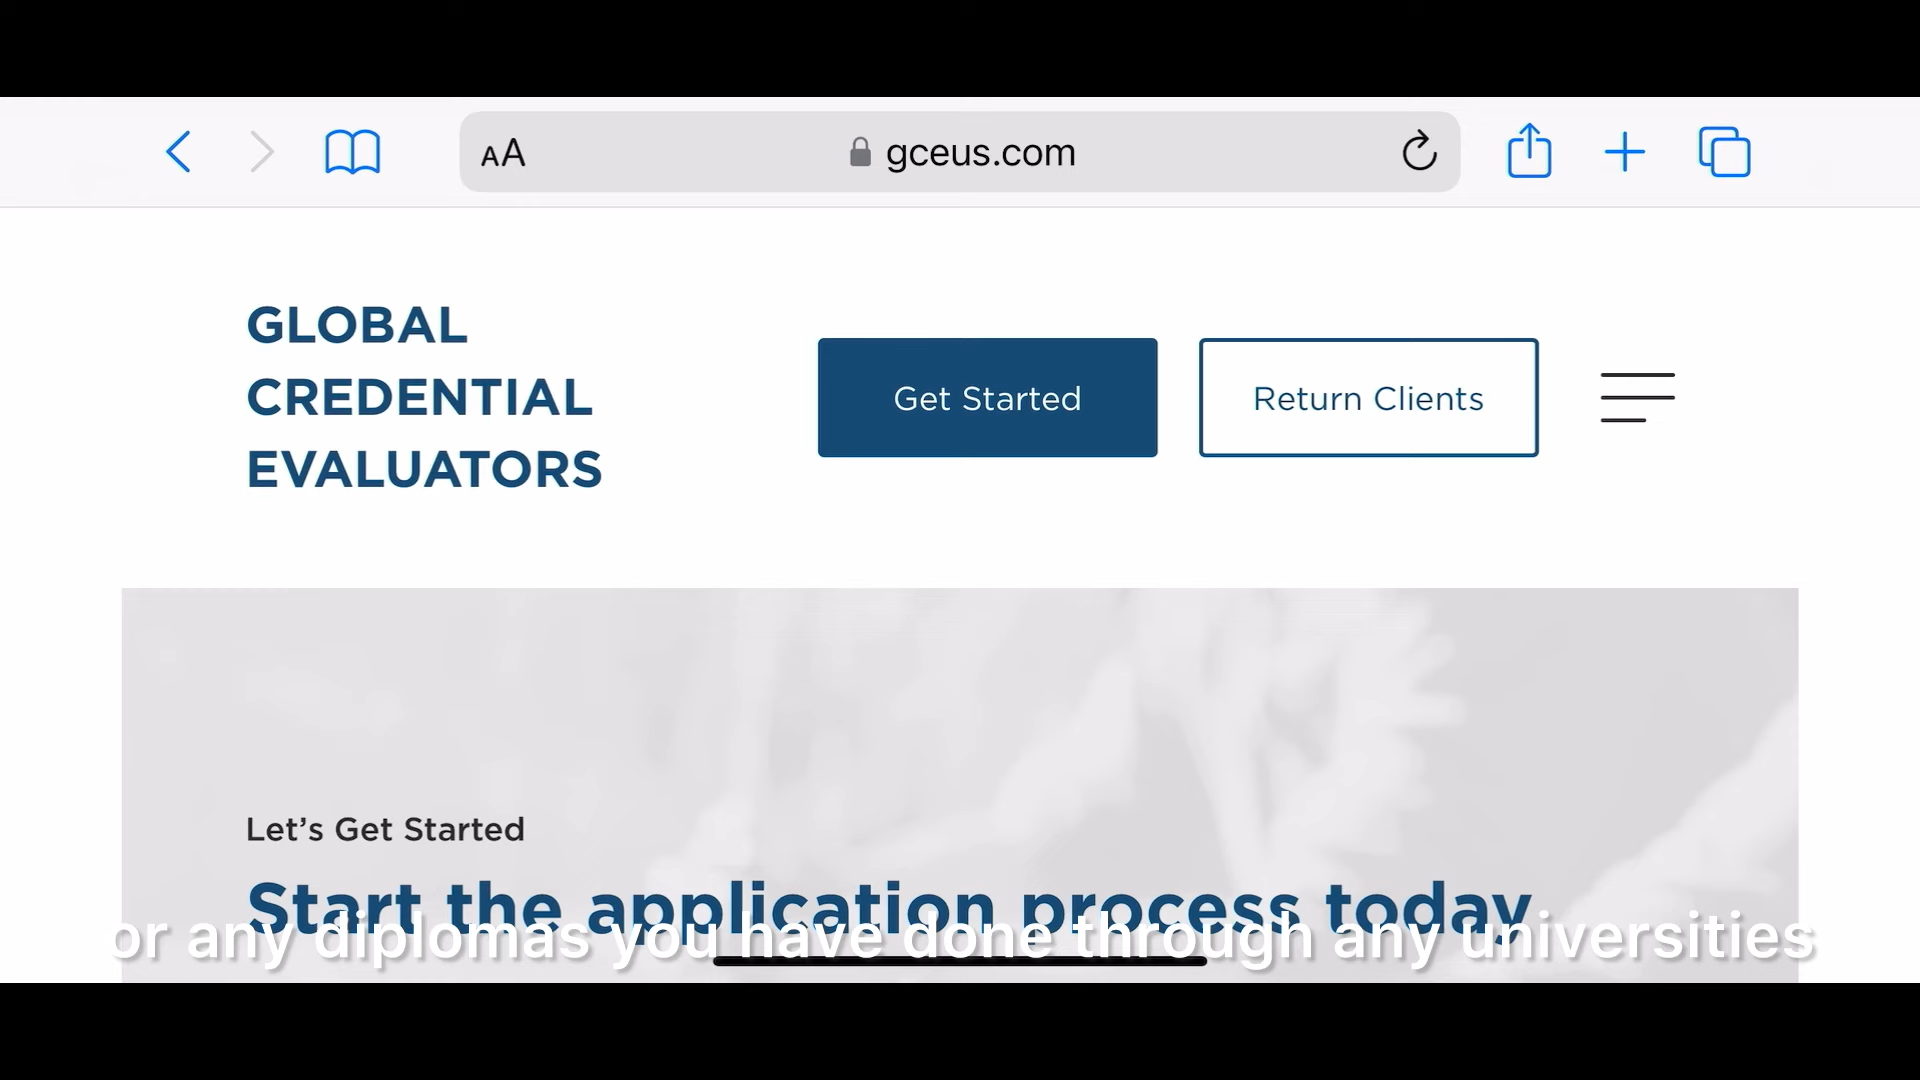 AA gceus.com
GLOBAL
CREDENTIAL
EVALUATORS
Get Started
Return Clients
Let's Get Started
Start the application process today
or any diplomas you have done through any universities